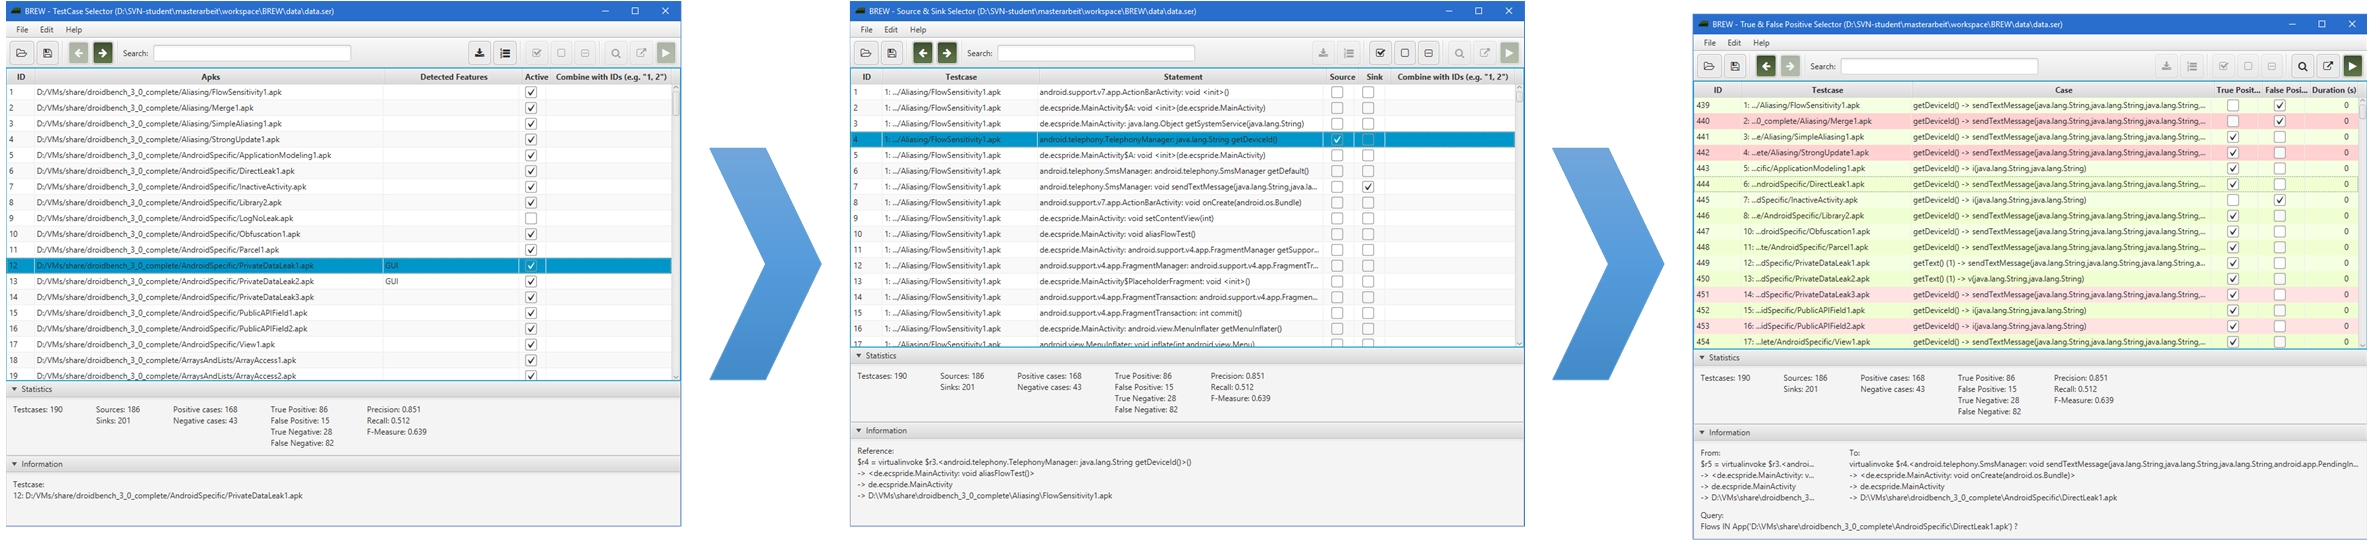 BREW - TestCase Selector (D:\SVN-student\masterarbeit\workspace\BREW\data\data.ser)
File Edit Help
Search:
ID Apks Detected Features Active Combine with IDs (e.g. "1, 2")
1 D:/VMs/share/droidbench_3_0_complete/Aliasing/FlowSensitivity1.apk
2 D:/VMs/share/droidbench_3_0_complete/Aliasing/Merge1.apk
3 D:/VMs/share/droidbench_3_0_complete/Aliasing/SimpleAliasing1.apk
4 D:/VMs/share/droidbench_3_0_complete/Aliasing/StrongUpdate1.apk
5 D:/VMs/share/droidbench_3_0_complete/AndroidSpecific/ApplicationModeling1.apk
6 D:/VMs/share/droidbench_3_0_complete/AndroidSpecific/DirectLeak1.apk
7 D:/VMs/share/droidbench_3_0_complete/AndroidSpecific/InactiveActivity.apk
8 D:/VMs/share/droidbench_3_0_complete/AndroidSpecific/Library2.apk
9 D:/VMs/share/droidbench_3_0_complete/AndroidSpecific/LogNoLeak.apk
10 D:/VMs/share/droidbench_3_0_complete/AndroidSpecific/Obfuscation1.apk
11 D:/VMs/share/droidbench_3_0_complete/AndroidSpecific/Parcel1.apk
12 D:/VMs/share/droidbench_3_0_complete/AndroidSpecific/PrivateDataLeak1.apk GUI
13 D:/VMs/share/droidbench_3_0_complete/AndroidSpecific/PrivateDataLeak2.apk GUI
14 D:/VMs/share/droidbench_3_0_complete/AndroidSpecific/PrivateDataLeak3.apk
15 D:/VMs/share/droidbench_3_0_complete/AndroidSpecific/PublicAPIField1.apk
16 D:/VMs/share/droidbench_3_0_complete/AndroidSpecific/PublicAPIField2.apk
17 D:/VMs/share/droidbench_3_0_complete/AndroidSpecific/View1.apk
18 D:/VMs/share/droidbench_3_0_complete/ArraysAndLists/ArrayAccess1.apk
19 D:/VMs/share/droidbench_3_0_complete/ArraysAndLists/ArrayAccess2.apk
Statistics
Testcases: 190 Sources: 186 Positive cases: 168 True Positive: 86 Precision: 0.851
Sinks: 201 Negative cases: 43 False Positive: 15 Recall: 0.512
True Negative: 28 F-Measure: 0.639
False Negative: 82
Information
Testcase:
12: D:/VMs/share/droidbench_3_0_complete/AndroidSpecific/PrivateDataLeak1.apk
BREW - Source & Sink Selector (D:\SVN-student\masterarbeit\workspace\BREW\data\data.ser)
File Edit Help
Search:
ID Testcase Statement Source Sink Combine with IDs (e.g. "1, 2")
1 1: .../Aliasing/FlowSensitivity1.apk android.support.v7.app.ActionBarActivity: void <init>()
2 1: .../Aliasing/FlowSensitivity1.apk de.ecspride.MainActivity$A: void <init>(de.ecspride.MainActivity)
3 1: .../Aliasing/FlowSensitivity1.apk de.ecspride.MainActivity: java.lang.Object getSystemService(java.lang.String)
4 1: .../Aliasing/FlowSensitivity1.apk android.telephony.TelephonyManager: java.lang.String getDeviceId()
5 1: .../Aliasing/FlowSensitivity1.apk de.ecspride.MainActivity$A: void <init>(de.ecspride.MainActivity)
6 1: .../Aliasing/FlowSensitivity1.apk android.telephony.SmsManager: android.telephony.SmsManager getDefault()
7 1: .../Aliasing/FlowSensitivity1.apk android.telephony.SmsManager: void sendTextMessage(java.lang.String,java.la...
8 1: .../Aliasing/FlowSensitivity1.apk android.support.v7.app.ActionBarActivity: void onCreate(android.os.Bundle)
9 1: .../Aliasing/FlowSensitivity1.apk de.ecspride.MainActivity: void setContentView(int)
10 1: .../Aliasing/FlowSensitivity1.apk de.ecspride.MainActivity: void aliasFlowTest()
11 1: .../Aliasing/FlowSensitivity1.apk de.ecspride.MainActivity: android.support.v4.app.FragmentManager getSuppor...
12 1: .../Aliasing/FlowSensitivity1.apk android.support.v4.app.FragmentManager: android.support.v4.app.FragmentTr...
13 1: .../Aliasing/FlowSensitivity1.apk de.ecspride.MainActivity$PlaceholderFragment: void <init>()
14 1: .../Aliasing/FlowSensitivity1.apk android.support.v4.app.FragmentTransaction: android.support.v4.app.Fragmen...
15 1: .../Aliasing/FlowSensitivity1.apk android.support.v4.app.FragmentTransaction: int commit()
16 1: .../Aliasing/FlowSensitivity1.apk de.ecspride.MainActivity: android.view.MenuInflater getMenuInflater()
17 1: .../Aliasing/FlowSensitivity1.apk android.view.MenuInflater: void inflate(int,android.view.Menu)
Statistics
Testcases: 190 Sources: 186 Positive cases: 168 True Positive: 86 Precision: 0.851
Sinks: 201 Negative cases: 43 False Positive: 15 Recall: 0.512
True Negative: 28 F-Measure: 0.639
False Negative: 82
Information
Reference:
$r4 = virtualinvoke $r3.<android.telephony.TelephonyManager: java.lang.String getDeviceId()>()
-> <de.ecspride.MainActivity: void aliasFlowTest()>
-> de.ecspride.MainActivity
-> D:\VMs\share\droidbench_3_0_complete\Aliasing\FlowSensitivity1.apk
BREW - True & False Positive Selector (D:\SVN-student\masterarbeit\workspace\BREW\data\data.ser)
File Edit Help
Search:
ID Testcase Case True Posit... False Posi... Duration (s)
439 1: .../Aliasing/FlowSensitivity1.apk getDeviceId() -> sendTextMessage(java.lang.String,java.lang.String,java.lang.String,... 0
440 2: ...0_complete/Aliasing/Merge1.apk getDeviceId() -> sendTextMessage(java.lang.String,java.lang.String,java.lang.String,... 0
441 3: ...e/Aliasing/SimpleAliasing1.apk getDeviceId() -> sendTextMessage(java.lang.String,java.lang.String,java.lang.String,... 0
442 4: ...ete/Aliasing/StrongUpdate1.apk getDeviceId() -> sendTextMessage(java.lang.String,java.lang.String,java.lang.String,... 0
443 5: ...cific/ApplicationModeling1.apk getDeviceId() -> i(java.lang.String,java.lang.String) 0
444 6: ...ndroidSpecific/DirectLeak1.apk getDeviceId() -> sendTextMessage(java.lang.String,java.lang.String,java.lang.String,... 0
445 7: ...dSpecific/InactiveActivity.apk getDeviceId() -> i(java.lang.String,java.lang.String) 0
446 8: ...e/AndroidSpecific/Library2.apk getDeviceId() -> sendTextMessage(java.lang.String,java.lang.String,java.lang.String,... 0
447 10: ...droidSpecific/Obfuscation1.apk getDeviceId() -> sendTextMessage(java.lang.String,java.lang.String,java.lang.String,... 0
448 11: ...te/AndroidSpecific/Parcel1.apk getDeviceId() -> sendTextMessage(java.lang.String,java.lang.String,java.lang.String,... 0
449 12: ...dSpecific/PrivateDataLeak1.apk getText() (1) -> sendTextMessage(java.lang.String,java.lang.String,java.lang.String,a... 0
450 13: ...dSpecific/PrivateDataLeak2.apk getText() (1) -> v(java.lang.String,java.lang.String) 0
451 14: ...dSpecific/PrivateDataLeak3.apk getDeviceId() -> sendTextMessage(java.lang.String,java.lang.String,java.lang.String,... 0
452 15: ...idSpecific/PublicAPIField1.apk getDeviceId() -> i(java.lang.String,java.lang.String) 0
453 16: ...idSpecific/PublicAPIField2.apk getDeviceId() -> i(java.lang.String,java.lang.String) 0
454 17: ...lete/AndroidSpecific/View1.apk getDeviceId() -> sendTextMessage(java.lang.String,java.lang.String,java.lang.String,... 0
Statistics
Testcases: 190 Sources: 186 Positive cases: 168 True Positive: 86 Precision: 0.851
Sinks: 201 Negative cases: 43 False Positive: 15 Recall: 0.512
True Negative: 28 F-Measure: 0.639
False Negative: 82
Information
From: To:
$r5 = virtualinvoke $r3.<androi... virtualinvoke $r4.<android.telephony.SmsManager: void sendTextMessage(java.lang.String,java.lang.String,java.lang.String,android.app.PendingIn...
-> <de.ecspride.MainActivity: v... -> <de.ecspride.MainActivity: void onCreate(android.os.Bundle)>
-> de.ecspride.MainActivity -> de.ecspride.MainActivity
-> D:\VMs\share\droidbench_3... -> D:\VMs\share\droidbench_3_0_complete\AndroidSpecific\DirectLeak1.apk
Query:
Flows IN App('D:\VMs\share\droidbench_3_0_complete\AndroidSpecific\DirectLeak1.apk') ?